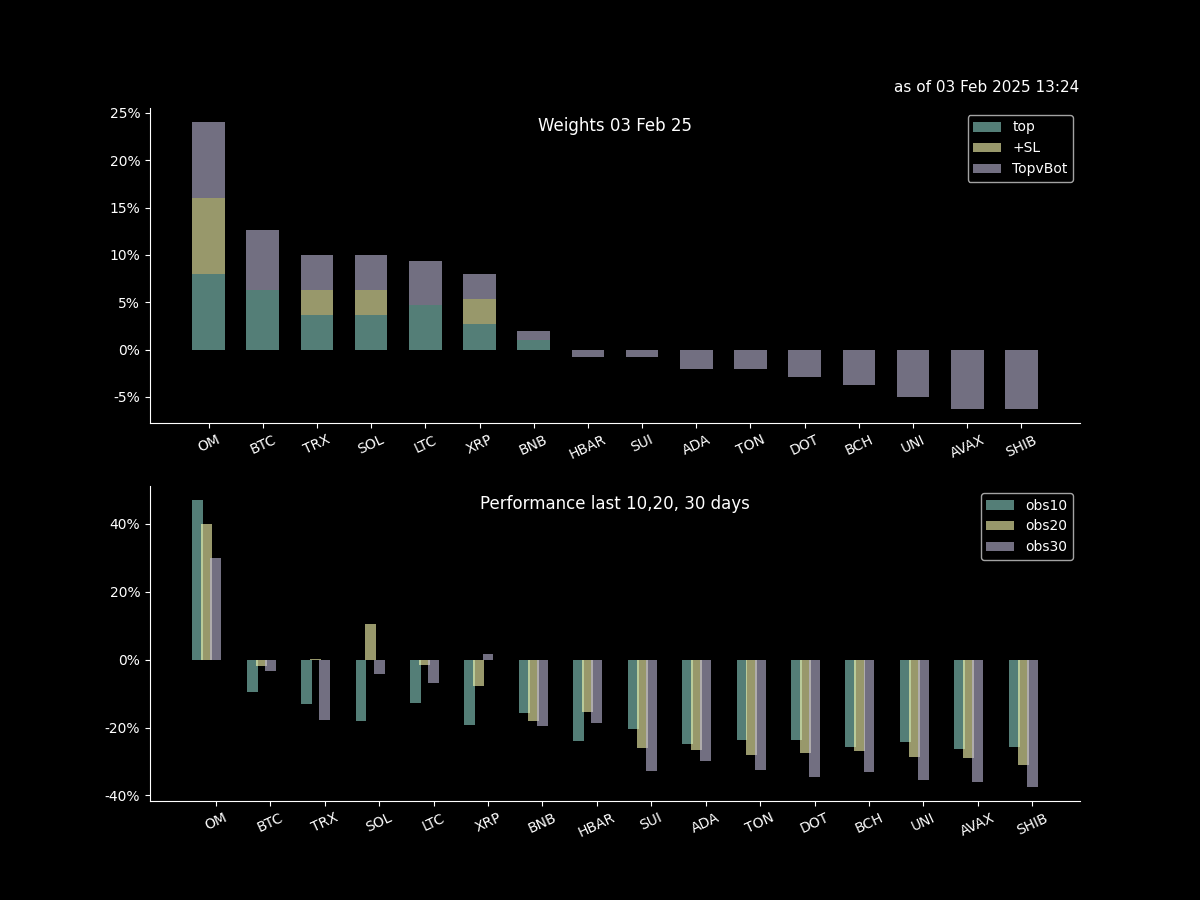 as of 03 Feb 2025 13:24
Weights 03 Feb 25
top
+SL
TopvBot
25%
20%
15%
10%
5%
0%
-5%
OM BTC TRX SOL LTC XRP BNB HBAR SUI ADA TON DOT BCH UNI AVAX SHIB
Performance last 10,20, 30 days
obs10
obs20
obs30
40%
20%
0%
-20%
-40%
OM BTC TRX SOL LTC XRP BNB HBAR SUI ADA TON DOT BCH UNI AVAX SHIB